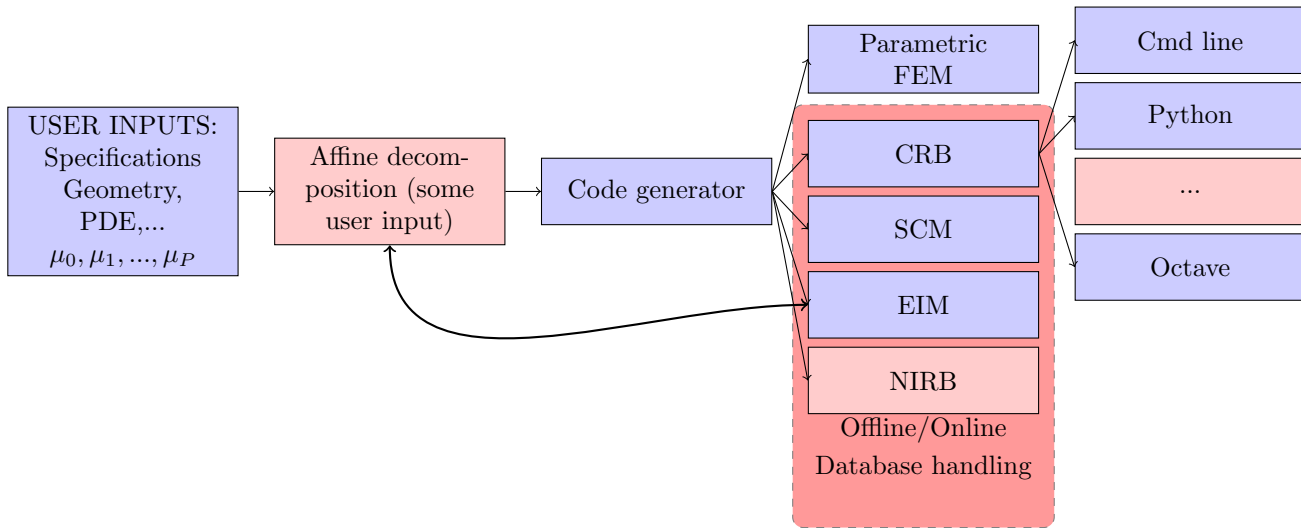 USER INPUTS:
Specifications
Geometry,
PDE,...
μ₀, μ₁, ..., μ_P
Affine decom-
position (some
user input)
Code generator
Parametric
FEM
CRB
SCM
EIM
NIRB
Offline/Online
Database handling
Cmd line
Python
...
Octave